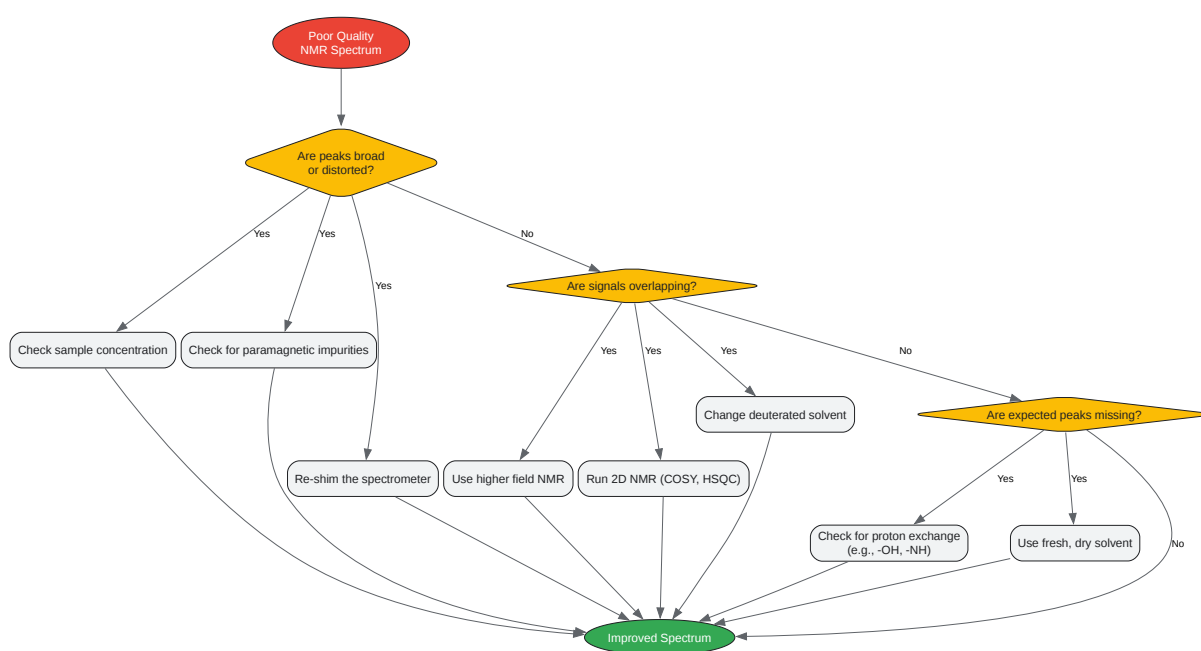 Poor Quality
NMR Spectrum
Are peaks broad
or distorted?
Yes
Yes
No
Yes
Are signals overlapping?
Check sample concentration
Check for paramagnetic impurities
Yes
Yes
Yes
No
Change deuterated solvent
Are expected peaks missing?
Re-shim the spectrometer
Use higher field NMR
Run 2D NMR (COSY, HSQC)
Yes
Yes
Check for proton exchange
(e.g., -OH, -NH)
Use fresh, dry solvent
No
Improved Spectrum